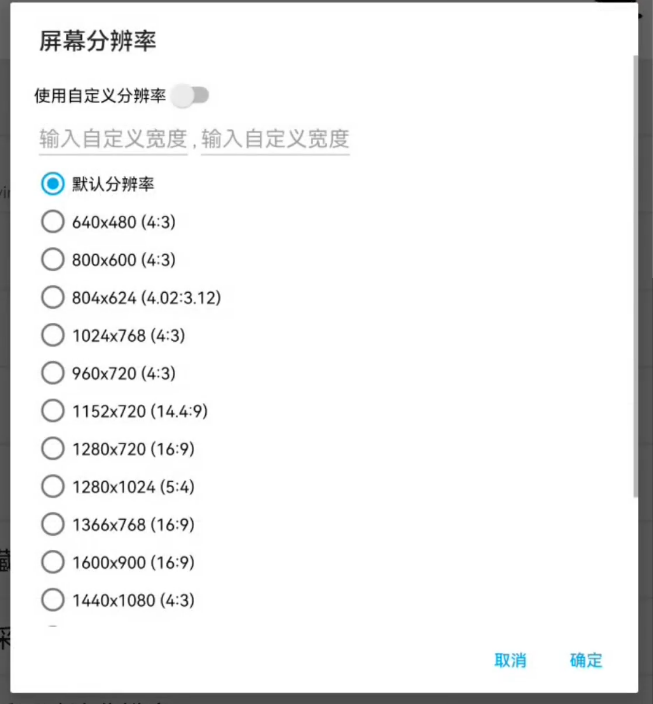 屏幕分辨率
使用自定义分辨率
输入自定义宽度 , 输入自定义宽度
默认分辨率
640x480 (4:3)
800x600 (4:3)
804x624 (4.02:3.12)
1024x768 (4:3)
960x720 (4:3)
1152x720 (14.4:9)
1280x720 (16:9)
1280x1024 (5:4)
1366x768 (16:9)
1600x900 (16:9)
1440x1080 (4:3)
取消 确定